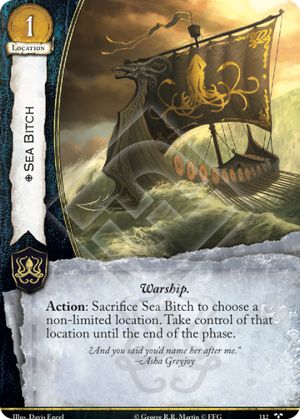 1
LOCATION
SEA BITCH
Warship.
Action: Sacrifice Sea Bitch to choose a
non-limited location. Take control of that
location until the end of the phase.
"And you said you'd name her after me."
–Asha Greyjoy
Illus. Davis Engel
© George R.R. Martin © FFG
112